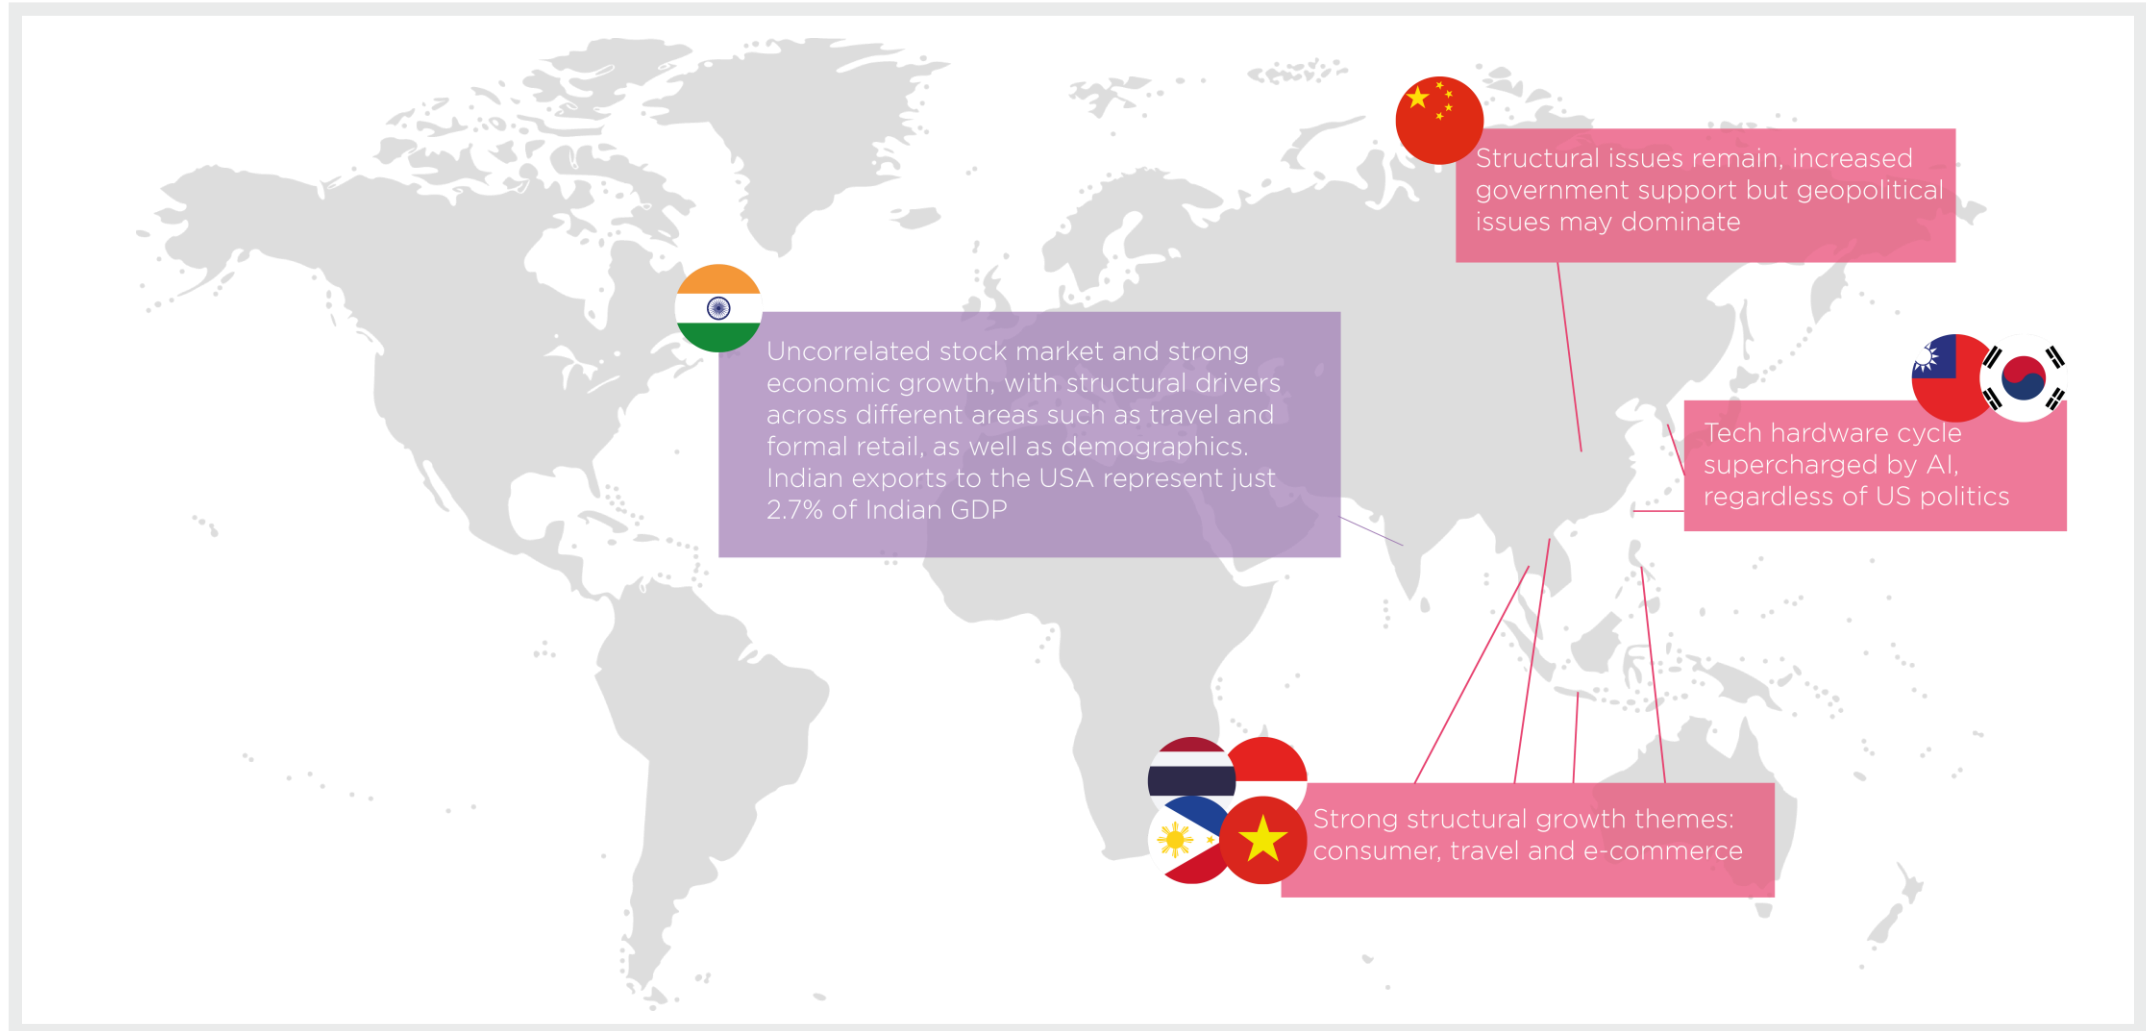 Structural issues remain, increased
government support but geopolitical
issues may dominate
Uncorrelated stock market and strong
economic growth, with structural drivers
across different areas such as travel and
formal retail, as well as demographics.
Indian exports to the USA represent just
2.7% of Indian GDP
Tech hardware cycle
supercharged by AI,
regardless of US politics
Strong structural growth themes:
consumer, travel and e-commerce